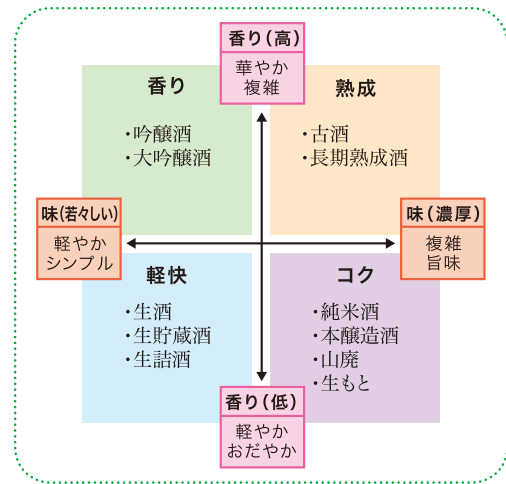 香り(高)
華やか
複雑
香り
・吟醸酒
・大吟醸酒
熟成
・古酒
・長期熟成酒
味(若々しい)
軽やか
シンプル
味(濃厚)
複雑
旨味
軽快
・生酒
・生貯蔵酒
・生詰酒
コク
・純米酒
・本醸造酒
・山廃
・生もと
香り(低)
軽やか
おだやか